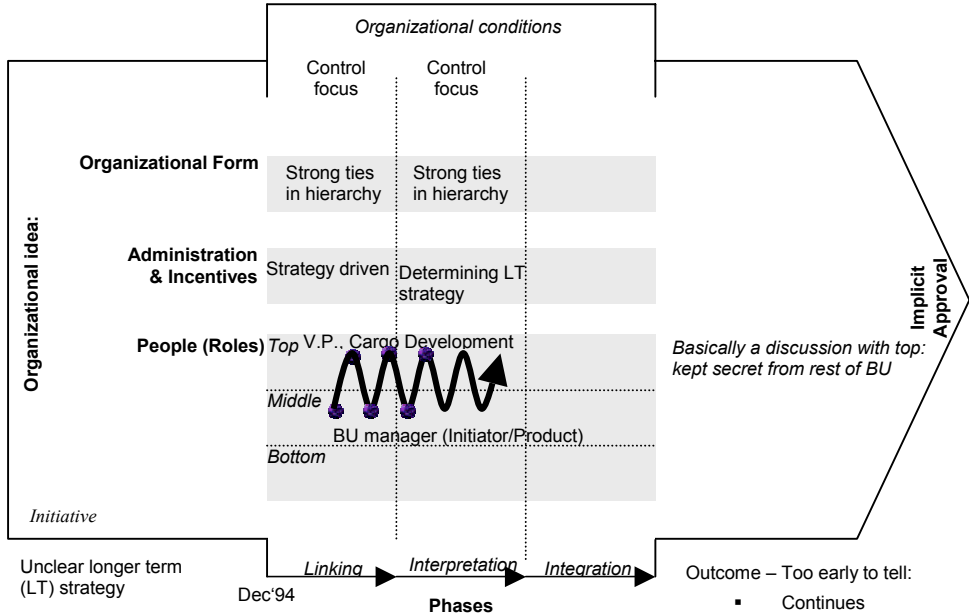 Organizational conditions
Control
focus
Control
focus
Organizational Form
Strong ties
in hierarchy
Strong ties
in hierarchy
Organizational idea:
Administration
& Incentives
Strategy driven
Determining LT
strategy
Implicit
Approval
People (Roles)
Top
V.P., Cargo Development
Basically a discussion with top:
kept secret from rest of BU
Middle
BU manager (Initiator/Product)
Bottom
Initiative
Unclear longer term
(LT) strategy
Dec'94
Linking
Interpretation
Integration
Phases
Outcome – Too early to tell:
▪ Continues